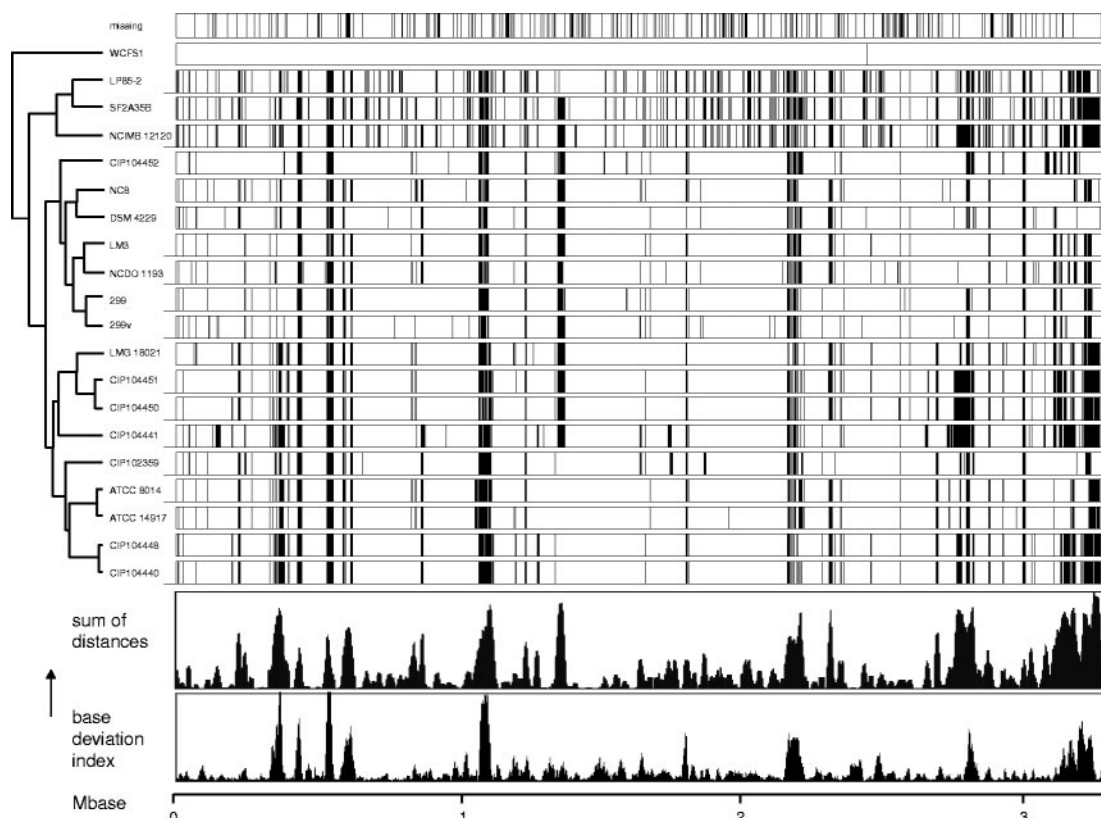 missing
WCFS1
LP85-2
SF2A35B
NCIMB 12120
CIP104452
NC8
DSM 4229
LM3
NCDO 1193
299
299v
LMG 18021
CIP104451
CIP104450
CIP104441
CIP102359
ATCC 8014
ATCC 14917
CIP104448
CIP104440
sum of
distances
base
deviation
index
Mbase
0 1 2 3